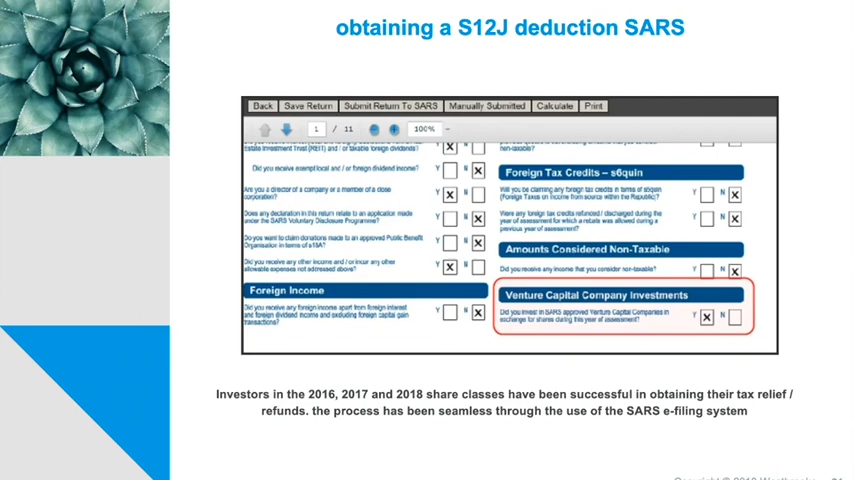 obtaining a S12J deduction SARS
Back Save Return Submit Return To SARS Manually Submitted Calculate Print
1 / 11 100%
Estate Investment Trust (REIT) and / or taxable foreign dividends? X
Did you receive exempt local and / or foreign dividend income? Y N X
Are you a director of a company or a member of a close
corporation? Y X N
Does any declaration in this return relate to an application made
under the SARS Voluntary Disclosure Programme? Y N X
Do you want to claim donations made to an approved Public Benefit
Organisation in terms of s18A? Y N X
Did you receive any other income and / or incur any other
allowable expenses not addressed above? Y X N
Foreign Income
Did you receive any foreign income apart from foreign interest
and foreign dividend income and excluding foreign capital gain
transactions? Y N X
non-taxable?
Foreign Tax Credits – s6quin
Will you be claiming any foreign tax credits in terms of s6quin
(Foreign Taxes on income from source within the Republic)? Y N X
Were any foreign tax credits refunded / discharged during the
year of assessment for which a rebate was allowed during a
previous year of assessment? Y N X
Amounts Considered Non-Taxable
Did you receive any income that you consider non-taxable? Y N X
Venture Capital Company Investments
Did you invest in SARS approved Venture Capital Companies in
exchange for shares during this year of assessment? Y X N
Investors in the 2016, 2017 and 2018 share classes have been successful in obtaining their tax relief /
refunds. the process has been seamless through the use of the SARS e-filing system